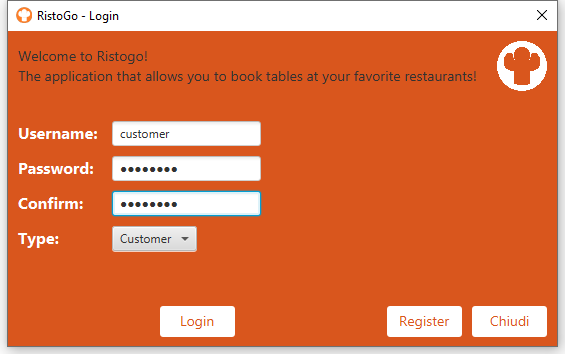 RistoGo - Login
Welcome to Ristogo!
The application that allows you to book tables at your favorite restaurants!
Username: customer
Password: ●●●●●●●●
Confirm: ●●●●●●●●
Type: Customer
Login Register Chiudi